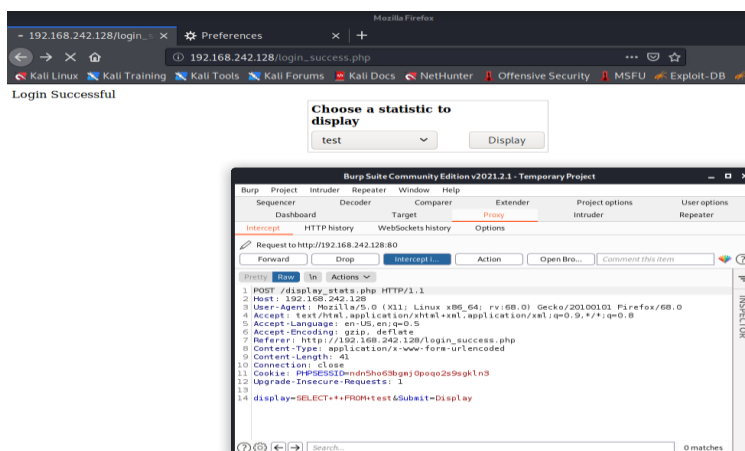 Mozilla Firefox
192.168.242.128/login_s
Preferences
192.168.242.128/login_success.php
Kali Linux Kali Training Kali Tools Kali Forums Kali Docs NetHunter Offensive Security MSFU Exploit-DB
Login Successful
Choose a statistic to
display
test
Display
Burp Suite Community Edition v2021.2.1 - Temporary Project
Burp Project Intruder Repeater Window Help
Sequencer Decoder Comparer Extender Project options User options
Dashboard Target Proxy Intruder Repeater
Intercept HTTP history WebSockets history Options
Request to http://192.168.242.128:80
Forward Drop Intercept i... Action Open Bro... Comment this item
Pretty Raw \n Actions
1 POST /display_stats.php HTTP/1.1
2 Host: 192.168.242.128
3 User-Agent: Mozilla/5.0 (X11; Linux x86_64; rv:68.0) Gecko/20100101 Firefox/68.0
4 Accept: text/html,application/xhtml+xml,application/xml;q=0.9,*/*;q=0.8
5 Accept-Language: en-US,en;q=0.5
6 Accept-Encoding: gzip, deflate
7 Referer: http://192.168.242.128/login_success.php
8 Content-Type: application/x-www-form-urlencoded
9 Content-Length: 41
10 Connection: close
11 Cookie: PHPSESSID=ndn5ho63bgmj0poqo2s9sgkln3
12 Upgrade-Insecure-Requests: 1
13
14 display=SELECT+*+FROM+test&Submit=Display
INSPECTOR
Search...
0 matches